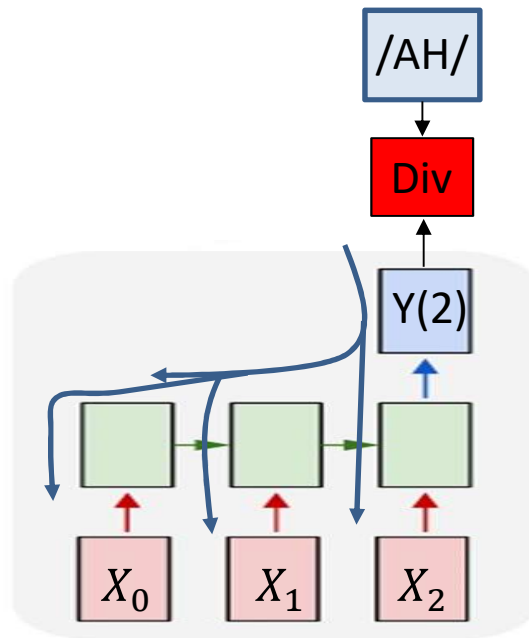 /AH/
Div
Y(2)
X₀ X₁ X₂